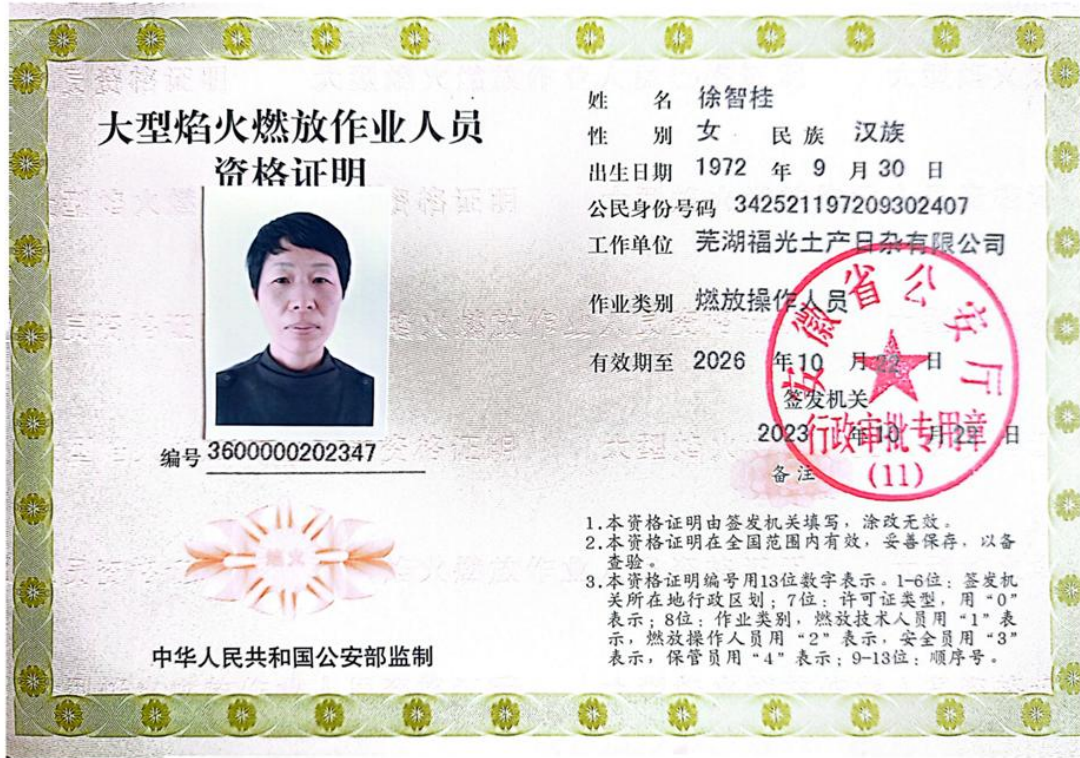 大型焰火燃放作业人员
资格证明
编号 3600000202347
焰火
中华人民共和国公安部监制
姓 名 徐智桂
性 别 女 民族 汉族
出生日期 1972 年 9 月 30 日
公民身份号码 342521197209302407
工作单位 芜湖福光土产日杂有限公司
作业类别 燃放操作人员
有效期至 2026 年 10 月 22 日
签发机关
2023 年 10 月 22 日
安徽省公安厅
行政审批专用章
(11)
备注
1.本资格证明由签发机关填写，涂改无效。
2.本资格证明在全国范围内有效，妥善保存，以备
查验。
3.本资格证明编号用13位数字表示。1-6位：签发机
关所在地行政区划；7位：许可证类型，用“0”
表示；8位：作业类别，燃放技术人员用“1”表
示，燃放操作人员用“2”表示，安全员用“3”
表示，保管员用“4”表示；9-13位：顺序号。